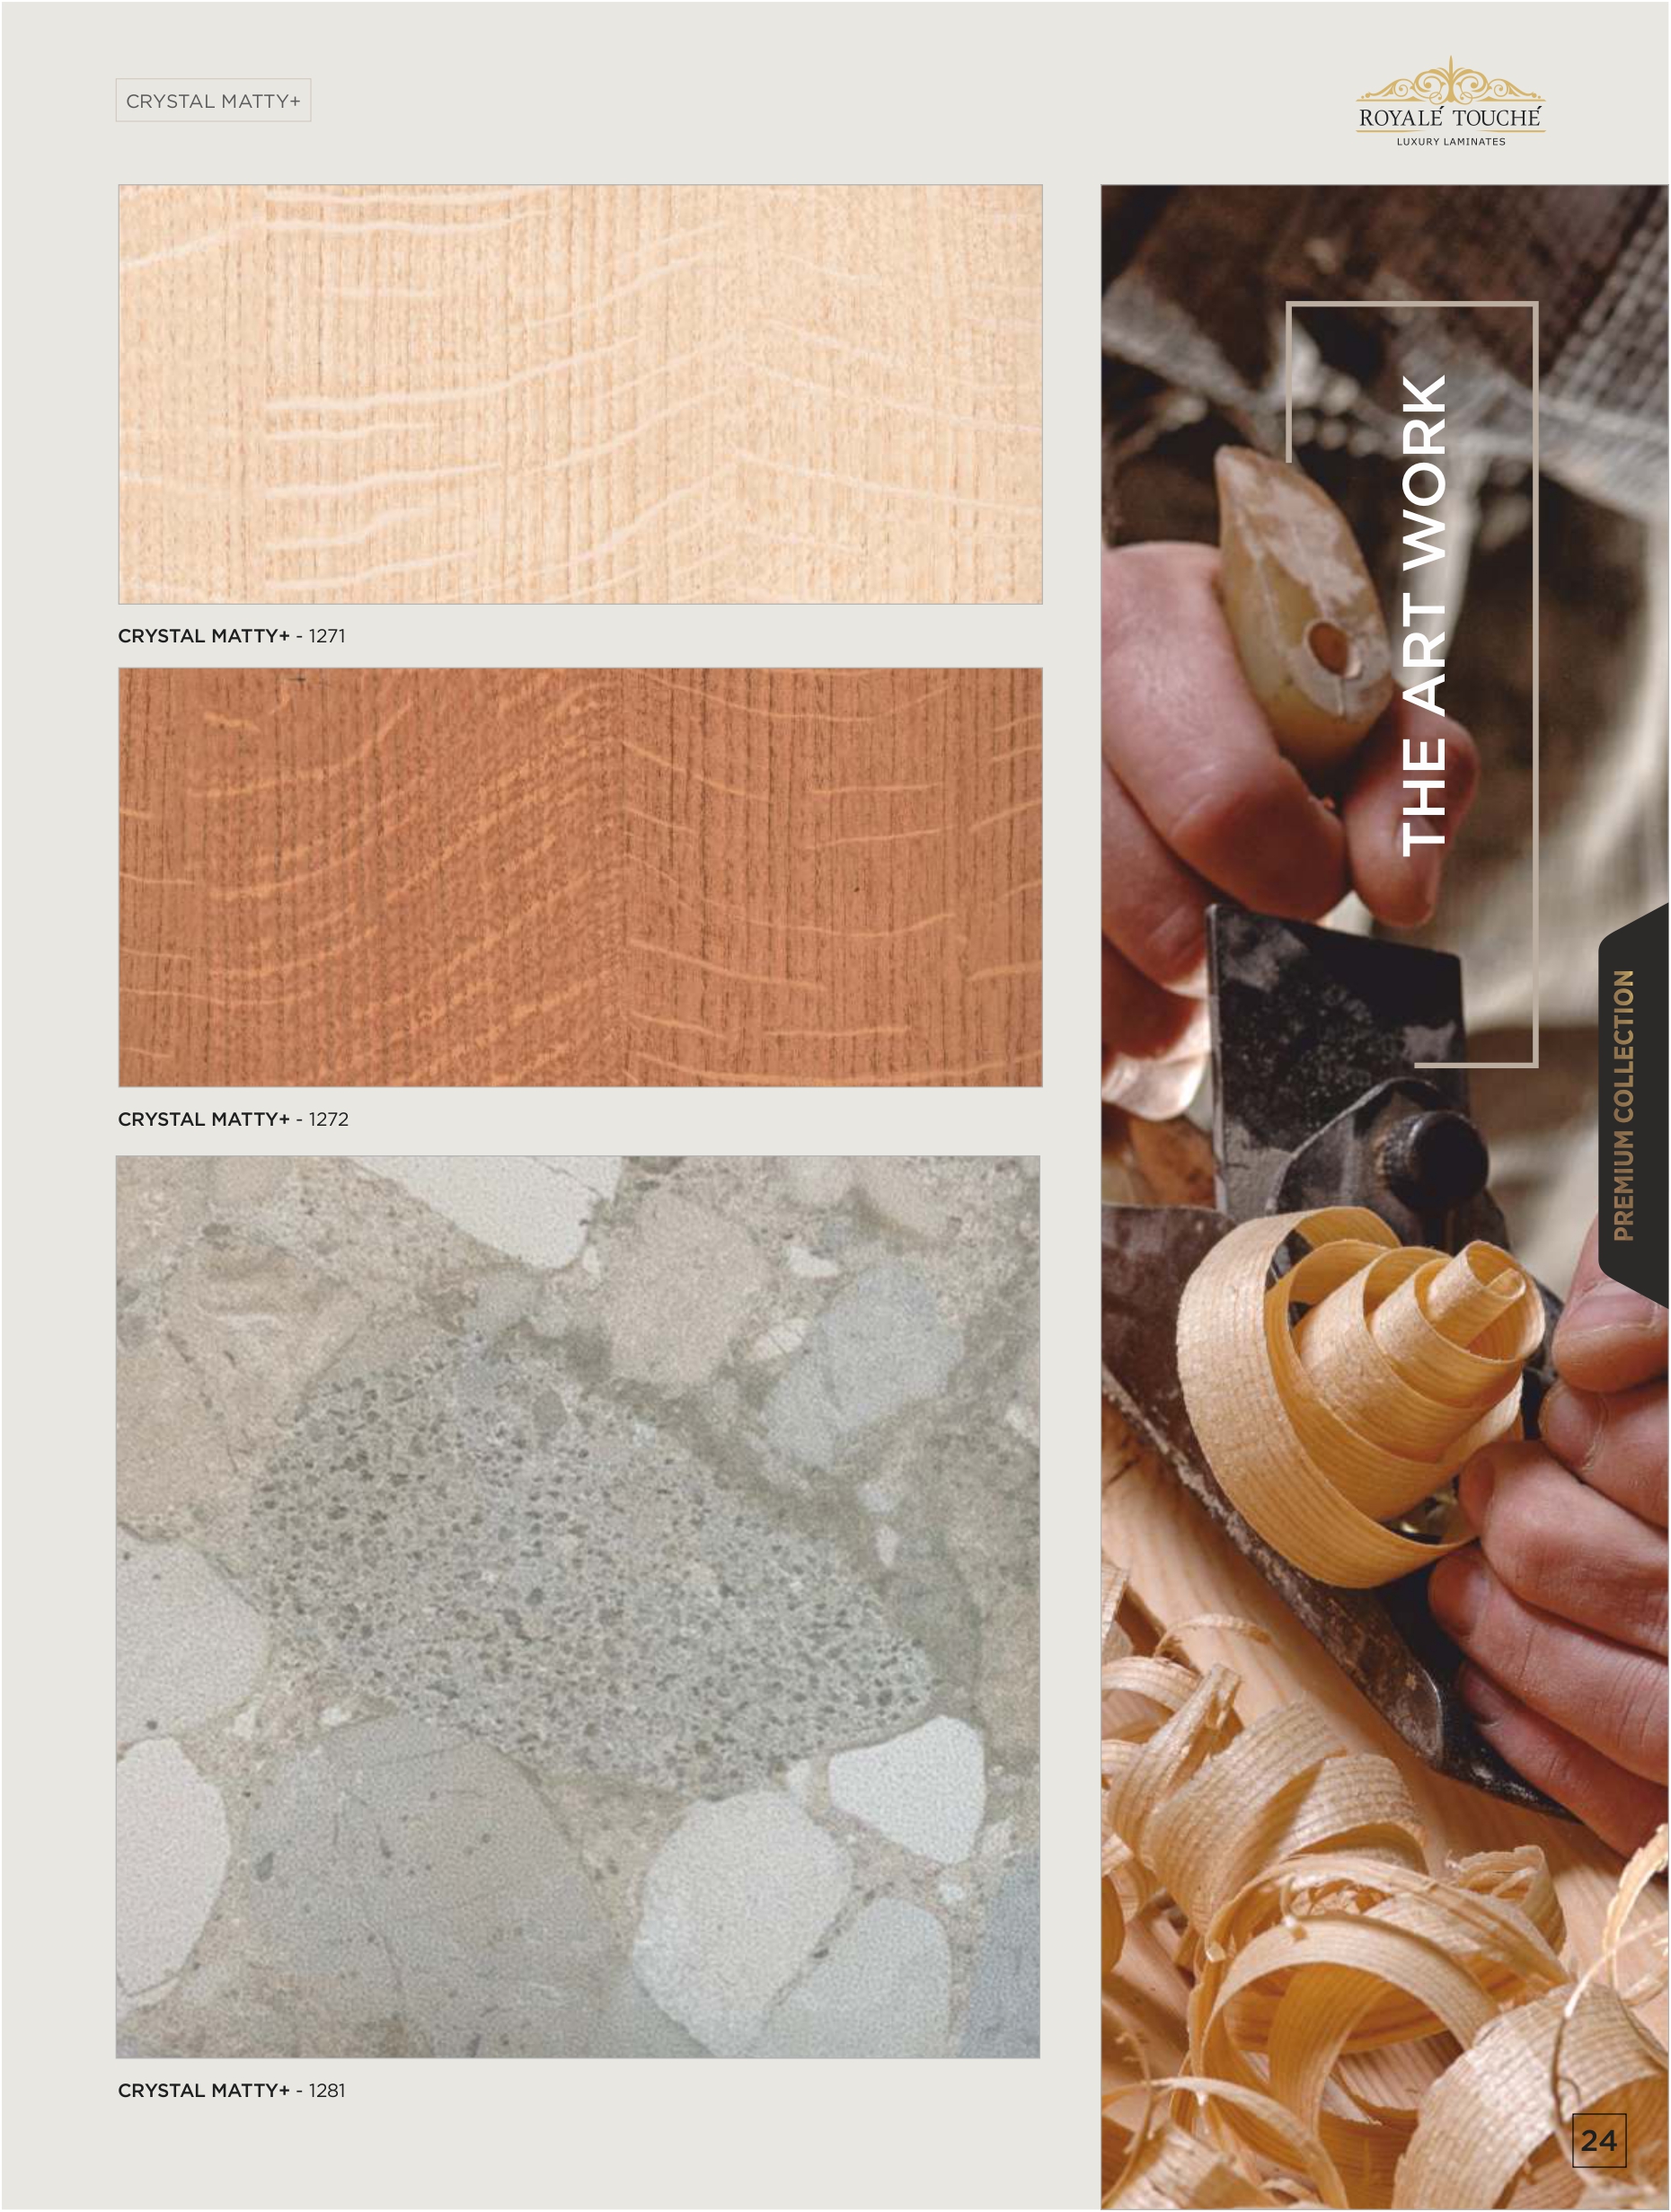 CRYSTAL MATTY+
ROYALÉ TOUCHÉ
LUXURY LAMINATES
CRYSTAL MATTY+ - 1271
CRYSTAL MATTY+ - 1272
CRYSTAL MATTY+ - 1281
THE ART WORK
PREMIUM COLLECTION
24